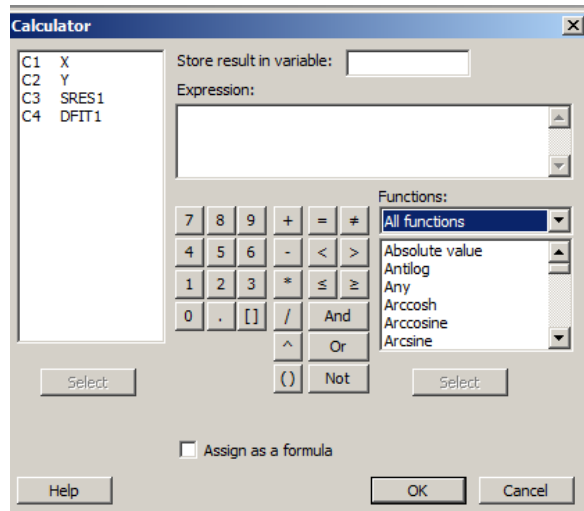 Calculator
C1 X
C2 Y
C3 SRES1
C4 DFIT1
Store result in variable:
Expression:
Functions:
All functions
7 8 9 + = ≠
4 5 6 - < >
1 2 3 * ≤ ≥
0 . [] / And
^ Or
() Not
Absolute value
Antilog
Any
Arccosh
Arccosine
Arcsine
Select
Select
Assign as a formula
Help
OK
Cancel